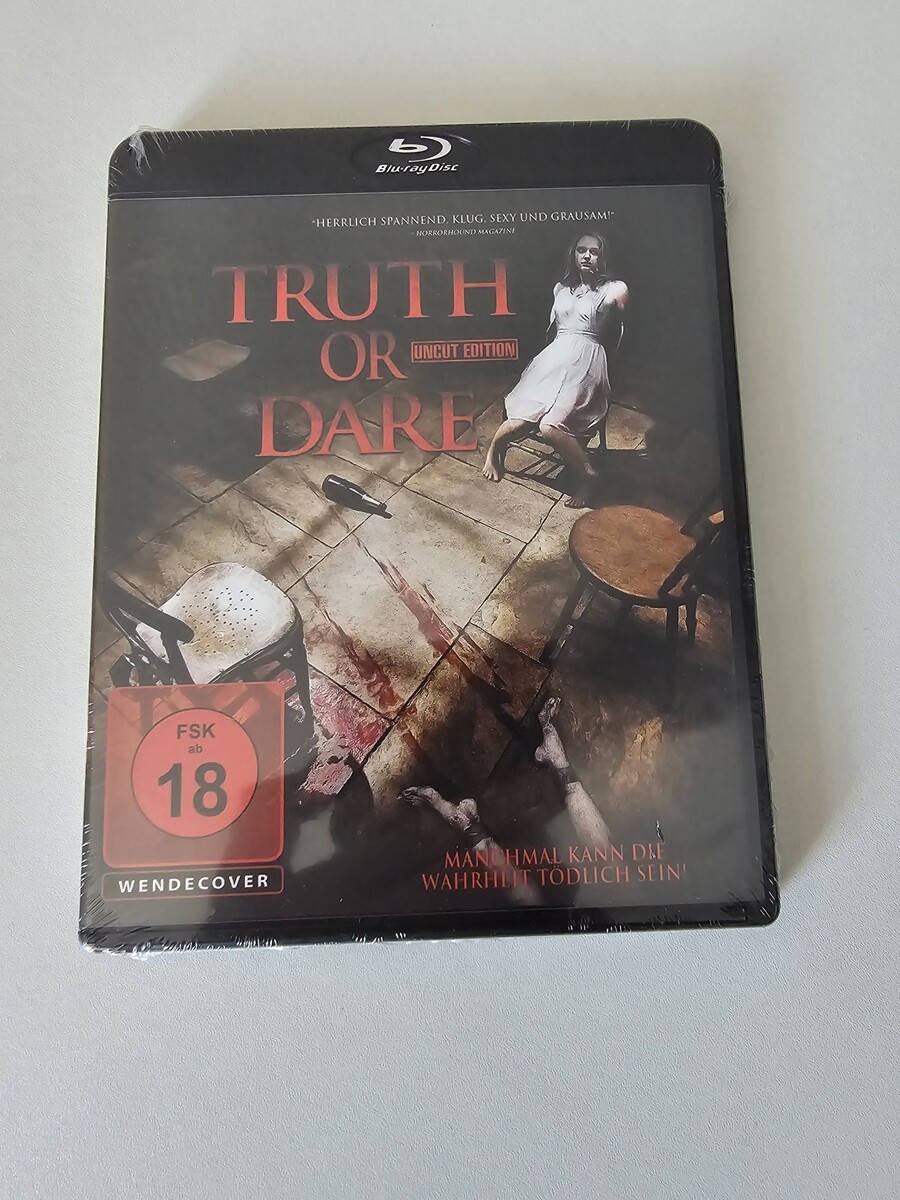 Blu-ray Disc
"HERRLICH SPANNEND, KLUG, SEXY UND GRAUSAM!"
- HORRORHOUND MAGAZINE
TRUTH
OR
UNCUT EDITION
DARE
FSK
ab
18
WENDECOVER
MANCHMAL KANN DIE
WAHRHEIT TÖDLICH SEIN!